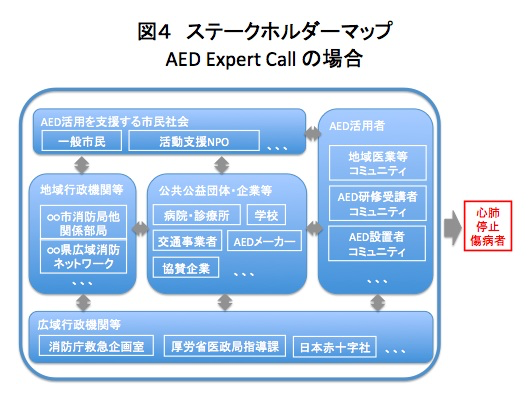 図４　ステークホルダーマップ
AED Expert Call の場合
AED活用を支援する市民社会
一般市民
活動支援NPO
、、、
AED活用者
地域医業等
コミュニティ
AED研修受講者
コミュニティ
AED設置者
コミュニティ
、、、
地域行政機関等
○○市消防局他
関係部局
○○県広域消防
ネットワーク
、、、
公共公益団体・企業等
病院・診療所
学校
交通事業者
AEDメーカー
協賛企業
、、、
心肺
停止
傷病者
広域行政機関等
消防庁救急企画室
厚労省医政局指導課
日本赤十字社
、、、